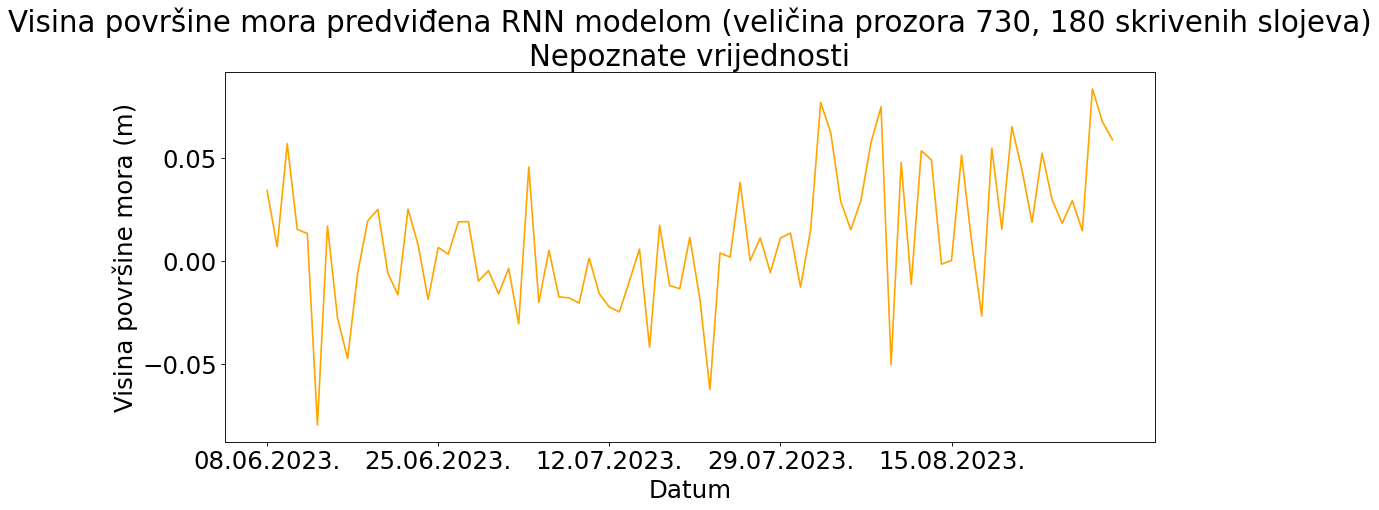 Visina površine mora predviđena RNN modelom (veličina prozora 730, 180 skrivenih slojeva)
Nepoznate vrijednosti
Visina površine mora (m)
0.05
0.00
−0.05
08.06.2023. 25.06.2023. 12.07.2023. 29.07.2023. 15.08.2023.
Datum